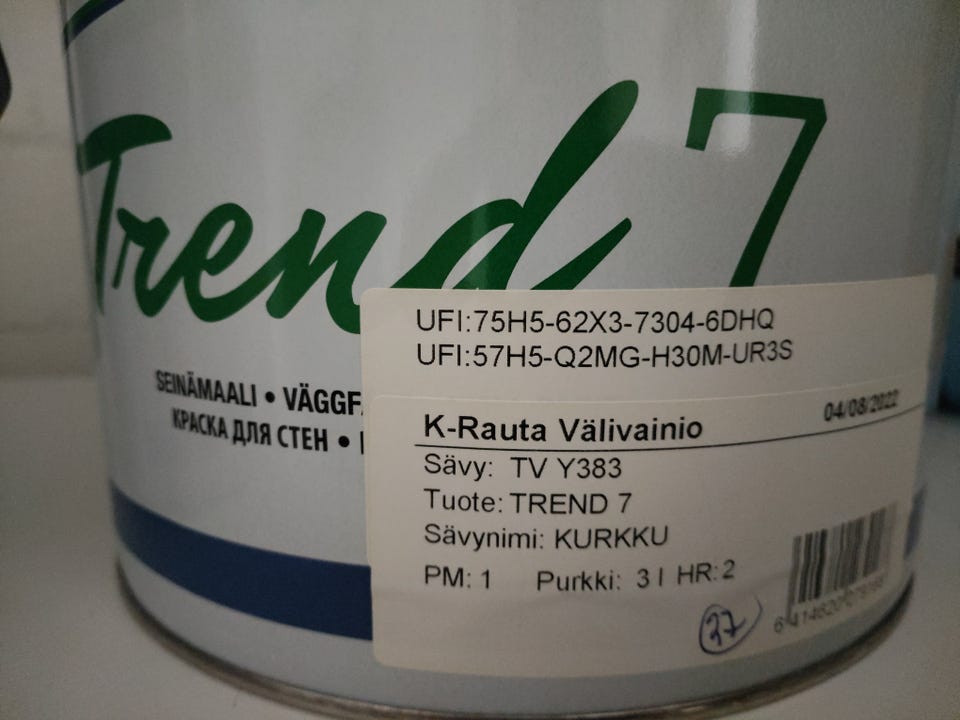 Trend 7
SEINÄMAALI • VÄGGF
КРАСКА ДЛЯ СТЕН •
UFI:75H5-62X3-7304-6DHQ
UFI:57H5-Q2MG-H30M-UR3S
04/08/2022
K-Rauta Välivainio
Sävy: TV Y383
Tuote: TREND 7
Sävynimi: KURKKU
PM: 1 Purkki: 3 l HR: 2
27